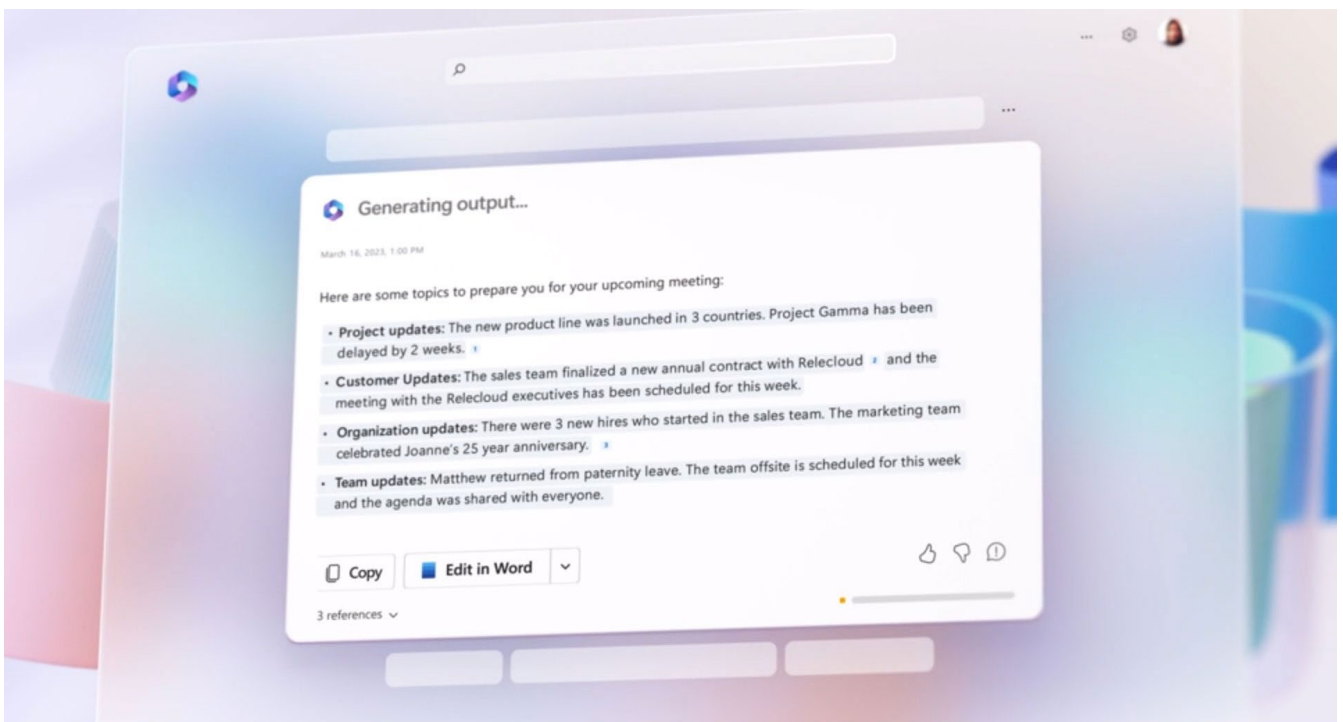 Generating output...
March 16, 2023, 1:00 PM
Here are some topics to prepare you for your upcoming meeting:
• Project updates: The new product line was launched in 3 countries. Project Gamma has been
delayed by 2 weeks. 1
• Customer Updates: The sales team finalized a new annual contract with Relecloud 2 and the
meeting with the Relecloud executives has been scheduled for this week.
• Organization updates: There were 3 new hires who started in the sales team. The marketing team
celebrated Joanne's 25 year anniversary. 3
• Team updates: Matthew returned from paternity leave. The team offsite is scheduled for this week
and the agenda was shared with everyone.
Copy
Edit in Word
3 references